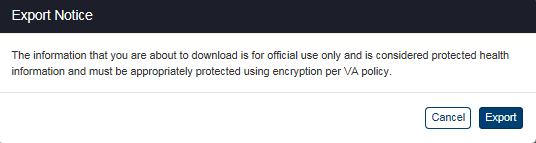 Export Notice
The information that you are about to download is for official use only and is considered protected health
information and must be appropriately protected using encryption per VA policy.
Cancel Export